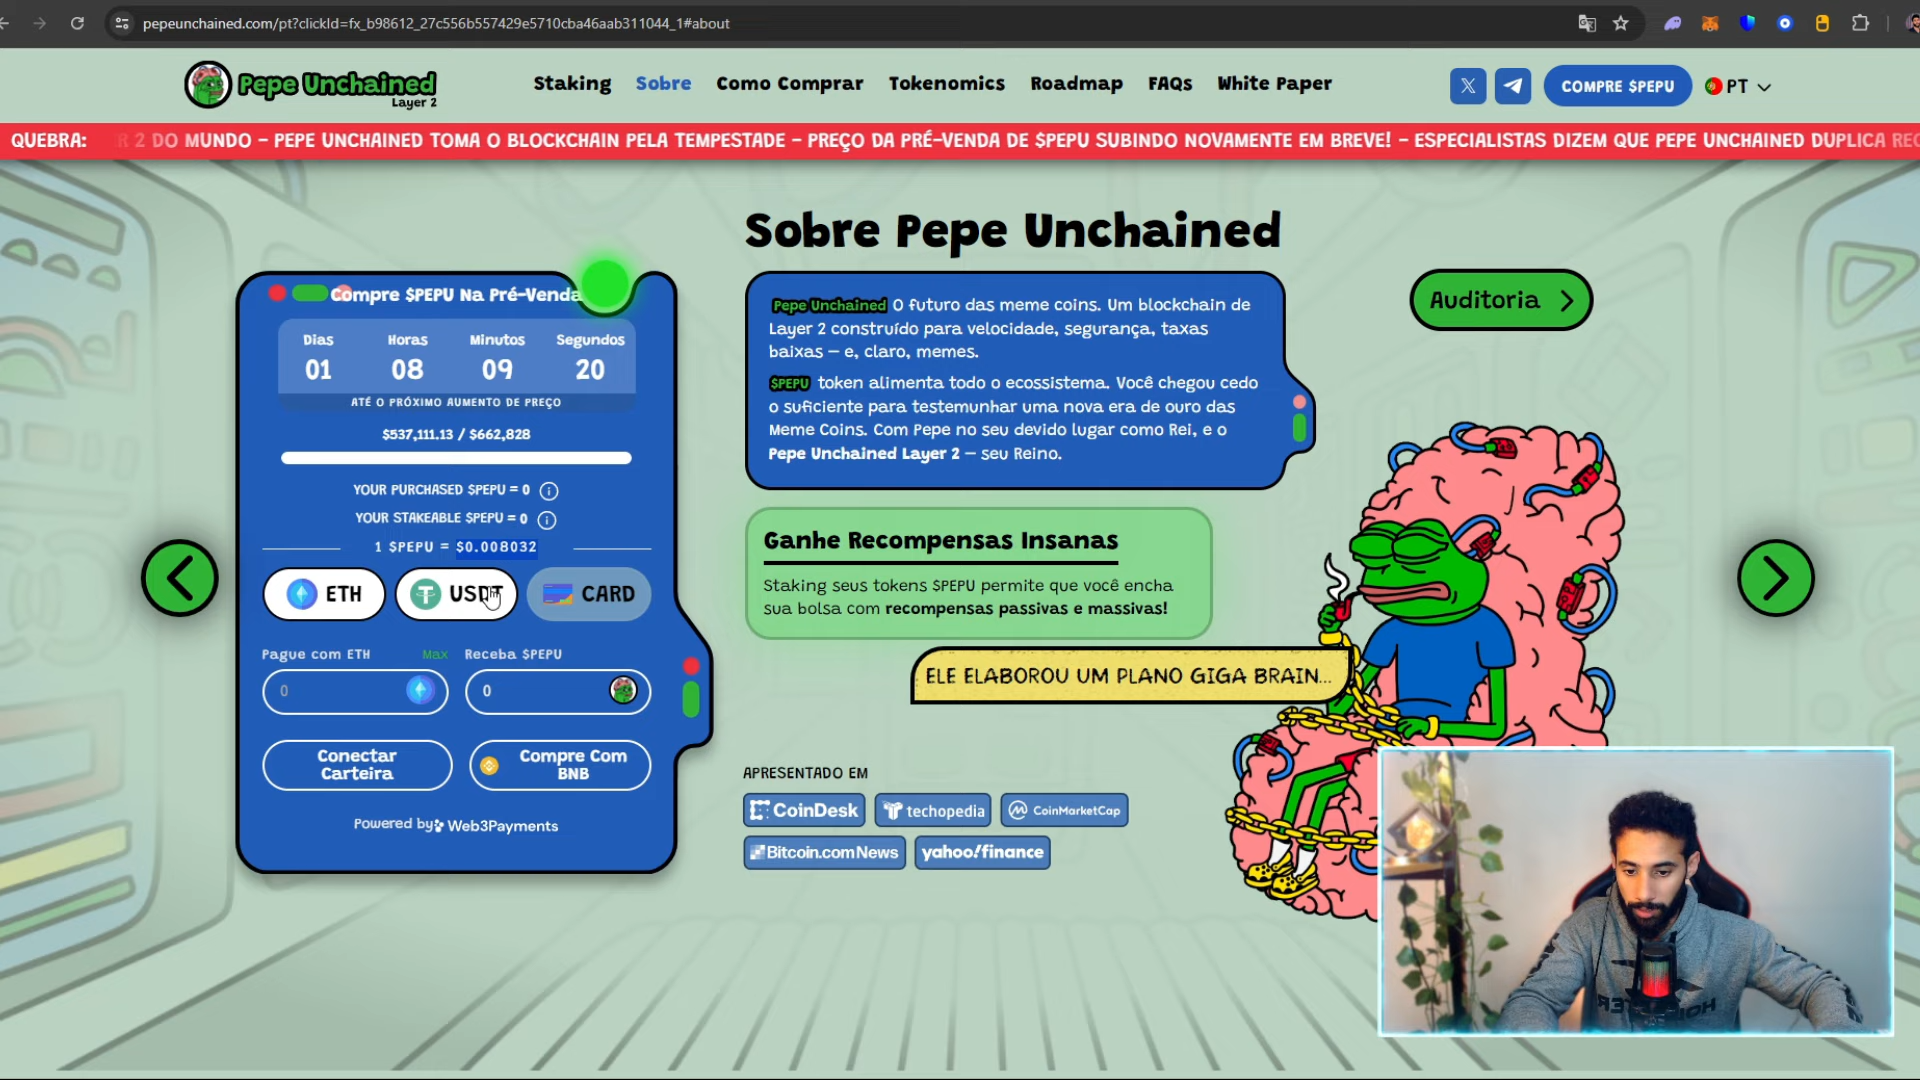 pepeunchained.com/pt?clickId=fx_b98612_27c556b557429e5710cba46aab311044_1#about
Pepe Unchained
Layer 2
Staking
Sobre
Como Comprar
Tokenomics
Roadmap
FAQs
White Paper
COMPRE $PEPU
PT
QUEBRA:
R 2 DO MUNDO – PEPE UNCHAINED TOMA O BLOCKCHAIN PELA TEMPESTADE – PREÇO DA PRÉ-VENDA DE $PEPU SUBINDO NOVAMENTE EM BREVE! – ESPECIALISTAS DIZEM QUE PEPE UNCHAINED DUPLICA
Compre $PEPU Na Pré-Venda
Dias
Horas
Minutos
Segundos
01
08
09
20
ATÉ O PRÓXIMO AUMENTO DE PREÇO
$537,111.13 / $662,828
YOUR PURCHASED $PEPU = 0
YOUR STAKEABLE $PEPU = 0
1 $PEPU = $0.008032
ETH
USDT
CARD
Pague com ETH
Max
Receba $PEPU
0
0
Conectar
Carteira
Compre Com
BNB
Powered by Web3Payments
Sobre Pepe Unchained
Pepe Unchained O futuro das meme coins. Um blockchain de
Layer 2 construído para velocidade, segurança, taxas
baixas – e, claro, memes.
$PEPU token alimenta todo o ecossistema. Você chegou cedo
o suficiente para testemunhar uma nova era de ouro das
Meme Coins. Com Pepe no seu devido lugar como Rei, e o
Pepe Unchained Layer 2 – seu Reino.
Ganhe Recompensas Insanas
Staking seus tokens $PEPU permite que você encha
sua bolsa com recompensas passivas e massivas!
ELE ELABOROU UM PLANO GIGA BRAIN...
APRESENTADO EM
CoinDesk
techopedia
CoinMarketCap
Bitcoin.com News
yahoo!finance
Auditoria